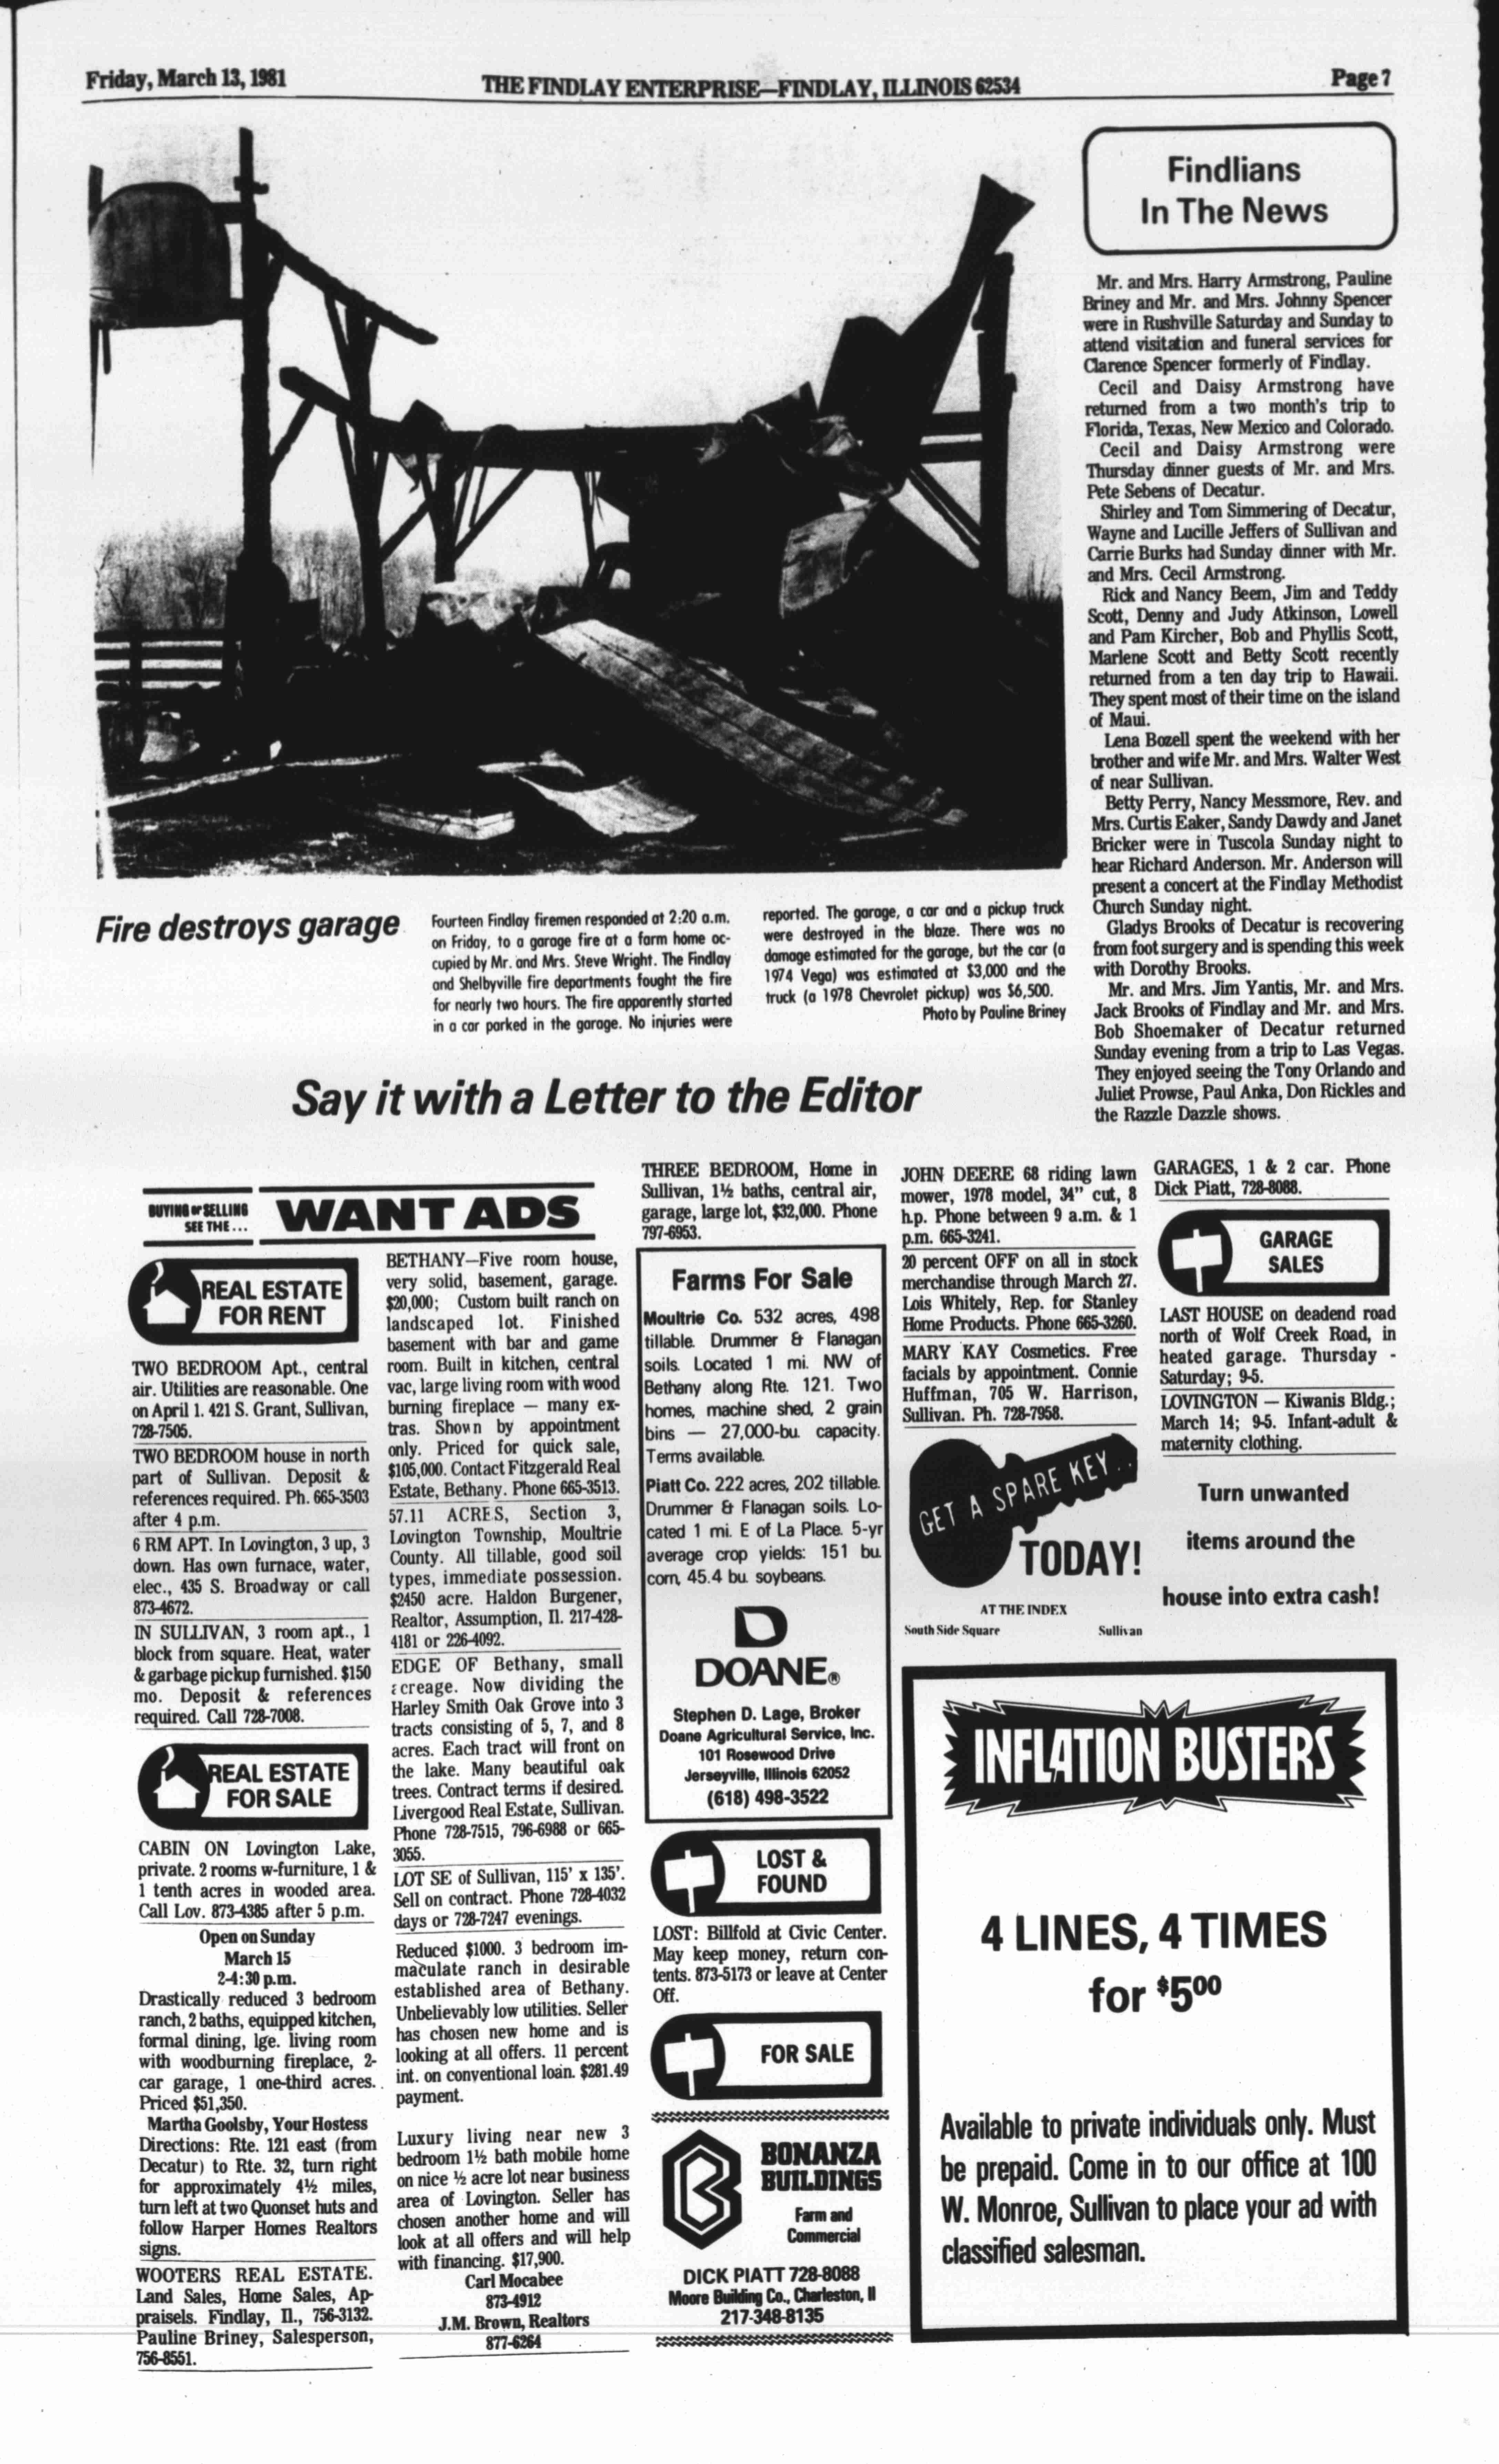 Friday, March 13, 1981
THE FINDLAY ENTERPRISE—FINDLAY, ILLINOIS 62534
Page 7
Fire destroys garage
Fourteen Findlay firemen responded at 2:20 a.m.
on Friday, to a garage fire at a farm home oc-
cupied by Mr. and Mrs. Steve Wright. The Findlay
and Shelbyville fire departments fought the fire
for nearly two hours. The fire apparently started
in a car parked in the garage. No injuries were
reported. The garage, a car and a pickup truck
were destroyed in the blaze. There was no
damage estimated for the garage, but the car (a
1974 Vega) was estimated at $3,000 and the
truck (a 1978 Chevrolet pickup) was $6,500.
Photo by Pauline Briney
Findlians
In The News
Mr. and Mrs. Harry Armstrong, Pauline
Briney and Mr. and Mrs. Johnny Spencer
were in Rushville Saturday and Sunday to
attend visitation and funeral services for
Clarence Spencer formerly of Findlay.
Cecil and Daisy Armstrong have
returned from a two month's trip to
Florida, Texas, New Mexico and Colorado.
Cecil and Daisy Armstrong were
Thursday dinner guests of Mr. and Mrs.
Pete Sebens of Decatur.
Shirley and Tom Simmering of Decatur,
Wayne and Lucille Jeffers of Sullivan and
Carrie Burks had Sunday dinner with Mr.
and Mrs. Cecil Armstrong.
Rick and Nancy Beem, Jim and Teddy
Scott, Denny and Judy Atkinson, Lowell
and Pam Kircher, Bob and Phyllis Scott,
Marlene Scott and Betty Scott recently
returned from a ten day trip to Hawaii.
They spent most of their time on the island
of Maui.
Lena Bozell spent the weekend with her
brother and wife Mr. and Mrs. Walter West
of near Sullivan.
Betty Perry, Nancy Messmore, Rev. and
Mrs. Curtis Eaker, Sandy Dawdy and Janet
Bricker were in Tuscola Sunday night to
hear Richard Anderson. Mr. Anderson will
present a concert at the Findlay Methodist
Church Sunday night.
Gladys Brooks of Decatur is recovering
from foot surgery and is spending this week
with Dorothy Brooks.
Mr. and Mrs. Jim Yantis, Mr. and Mrs.
Jack Brooks of Findlay and Mr. and Mrs.
Bob Shoemaker of Decatur returned
Sunday evening from a trip to Las Vegas.
They enjoyed seeing the Tony Orlando and
Juliet Prowse, Paul Anka, Don Rickles and
the Razzle Dazzle shows.
Say it with a Letter to the Editor
BUYING or SELLING
SEE THE...
WANT ADS
REAL ESTATE
FOR RENT
TWO BEDROOM Apt., central
air. Utilities are reasonable. One
on April 1. 421 S. Grant, Sullivan,
728-7505.
TWO BEDROOM house in north
part of Sullivan. Deposit &
references required. Ph. 665-3503
after 4 p.m.
6 RM APT. In Lovington, 3 up, 3
down. Has own furnace, water,
elec., 435 S. Broadway or call
873-4672.
IN SULLIVAN, 3 room apt., 1
block from square. Heat, water
& garbage pickup furnished. $150
mo. Deposit & references
required. Call 728-7008.
REAL ESTATE
FOR SALE
CABIN ON Lovington Lake,
private. 2 rooms w-furniture, 1 &
1 tenth acres in wooded area.
Call Lov. 873-4385 after 5 p.m.
Open on Sunday
March 15
2-4:30 p.m.
Drastically reduced 3 bedroom
ranch, 2 baths, equipped kitchen,
formal dining, lge. living room
with woodburning fireplace, 2-
car garage, 1 one-third acres.
Priced $51,350.
Martha Goolsby, Your Hostess
Directions: Rte. 121 east (from
Decatur) to Rte. 32, turn right
for approximately 4½ miles,
turn left at two Quonset huts and
follow Harper Homes Realtors
signs.
WOOTERS REAL ESTATE.
Land Sales, Home Sales, Ap-
praisels. Findlay, Il., 756-3132.
Pauline Briney, Salesperson,
756-8551.
BETHANY—Five room house,
very solid, basement, garage.
$20,000; Custom built ranch on
landscaped lot. Finished
basement with bar and game
room. Built in kitchen, central
vac, large living room with wood
burning fireplace — many ex-
tras. Shown by appointment
only. Priced for quick sale,
$105,000. Contact Fitzgerald Real
Estate, Bethany. Phone 665-3513.
57.11 ACRES, Section 3,
Lovington Township, Moultrie
County. All tillable, good soil
types, immediate possession.
$2450 acre. Haldon Burgener,
Realtor, Assumption, Il. 217-428-
4181 or 226-4092.
EDGE OF Bethany, small
acreage. Now dividing the
Harley Smith Oak Grove into 3
tracts consisting of 5, 7, and 8
acres. Each tract will front on
the lake. Many beautiful oak
trees. Contract terms if desired.
Livergood Real Estate, Sullivan.
Phone 728-7515, 796-6988 or 665-
3055.
LOT SE of Sullivan, 115' x 135'.
Sell on contract. Phone 728-4032
days or 728-7247 evenings.
Reduced $1000. 3 bedroom im-
maculate ranch in desirable
established area of Bethany.
Unbelievably low utilities. Seller
has chosen new home and is
looking at all offers. 11 percent
int. on conventional loan. $281.49
payment.
Luxury living near new 3
bedroom 1½ bath mobile home
on nice ½ acre lot near business
area of Lovington. Seller has
chosen another home and will
look at all offers and will help
with financing. $17,900.
Carl Mocabee
873-4912
J.M. Brown, Realtors
877-6264
THREE BEDROOM, Home in
Sullivan, 1½ baths, central air,
garage, large lot, $32,000. Phone
797-6953.
Farms For Sale
Moultrie Co. 532 acres, 498
tillable. Drummer & Flanagan
soils. Located 1 mi. NW of
Bethany along Rte. 121. Two
homes, machine shed, 2 grain
bins — 27,000-bu. capacity.
Terms available.
Piatt Co. 222 acres, 202 tillable.
Drummer & Flanagan soils. Lo-
cated 1 mi. E of La Place. 5-yr
average crop yields: 151 bu.
corn, 45.4 bu. soybeans.
DOANE®
Stephen D. Lage, Broker
Doane Agricultural Service, Inc.
101 Rosewood Drive
Jerseyville, Illinois 62052
(618) 498-3522
LOST &
FOUND
LOST: Billfold at Civic Center.
May keep money, return con-
tents. 873-5173 or leave at Center
Off.
FOR SALE
BONANZA
BUILDINGS
Farm and
Commercial
DICK PIATT 728-8088
Moore Building Co., Charleston, Il
217-348-8135
JOHN DEERE 68 riding lawn
mower, 1978 model, 34" cut, 8
h.p. Phone between 9 a.m. & 1
p.m. 665-3241.
20 percent OFF on all in stock
merchandise through March 27.
Lois Whitely, Rep. for Stanley
Home Products. Phone 665-3260.
MARY KAY Cosmetics. Free
facials by appointment. Connie
Huffman, 705 W. Harrison,
Sullivan. Ph. 728-7958.
GET A SPARE KEY..
TODAY!
AT THE INDEX
South Side Square Sullivan
GARAGES, 1 & 2 car. Phone
Dick Piatt, 728-8088.
GARAGE
SALES
LAST HOUSE on deadend road
north of Wolf Creek Road, in
heated garage. Thursday -
Saturday; 9-5.
LOVINGTON — Kiwanis Bldg.;
March 14; 9-5. Infant-adult &
maternity clothing.
Turn unwanted
items around the
house into extra cash!
INFLATION BUSTERS
4 LINES, 4 TIMES
for $5⁰⁰
Available to private individuals only. Must
be prepaid. Come in to our office at 100
W. Monroe, Sullivan to place your ad with
classified salesman.